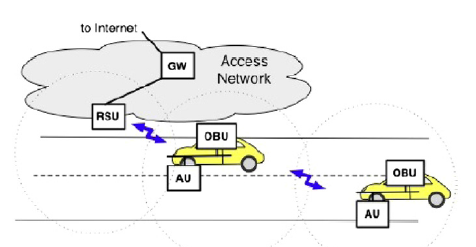 to Internet
GW
Access
Network
RSU
OBU
AU
OBU
AU